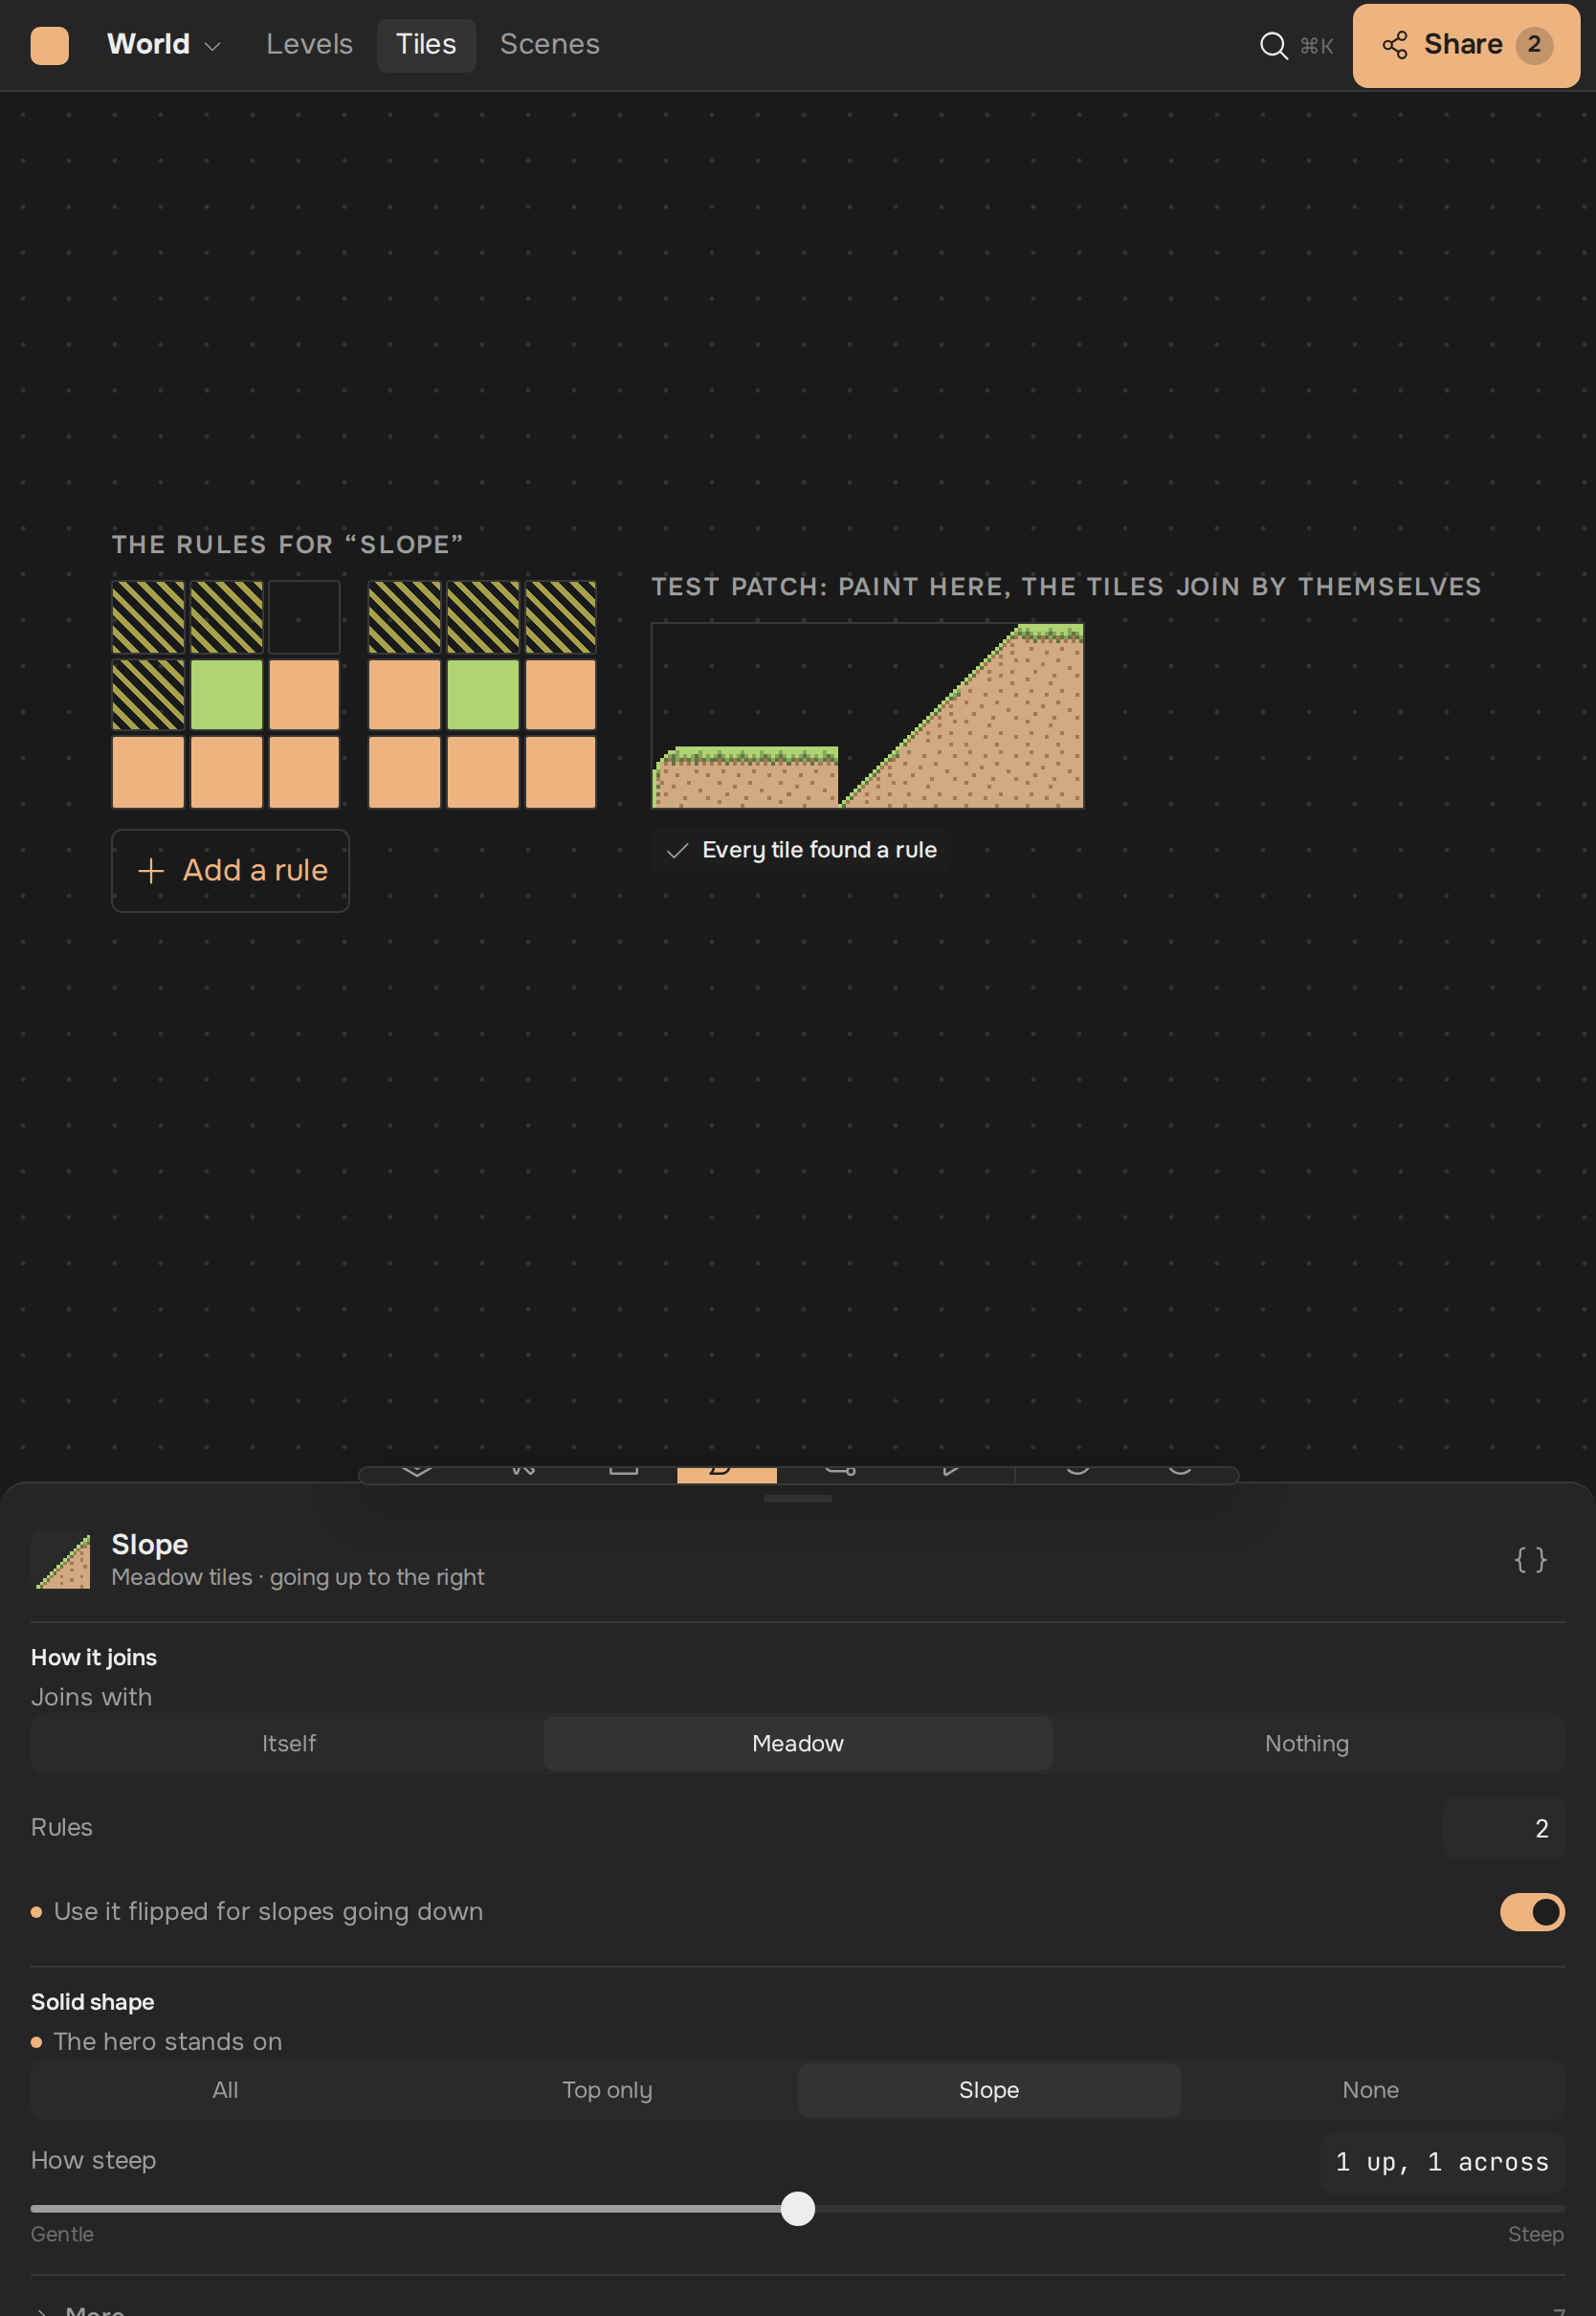 World
Levels
Tiles
Scenes
⌘K
Share
2
THE RULES FOR “SLOPE”
TEST PATCH: PAINT HERE, THE TILES JOIN BY THEMSELVES
Every tile found a rule
Add a rule
Slope
Meadow tiles · going up to the right
{ }
How it joins
Joins with
Itself
Meadow
Nothing
Rules
2
Use it flipped for slopes going down
Solid shape
The hero stands on
All
Top only
Slope
None
How steep
1 up, 1 across
Gentle
Steep
More
7